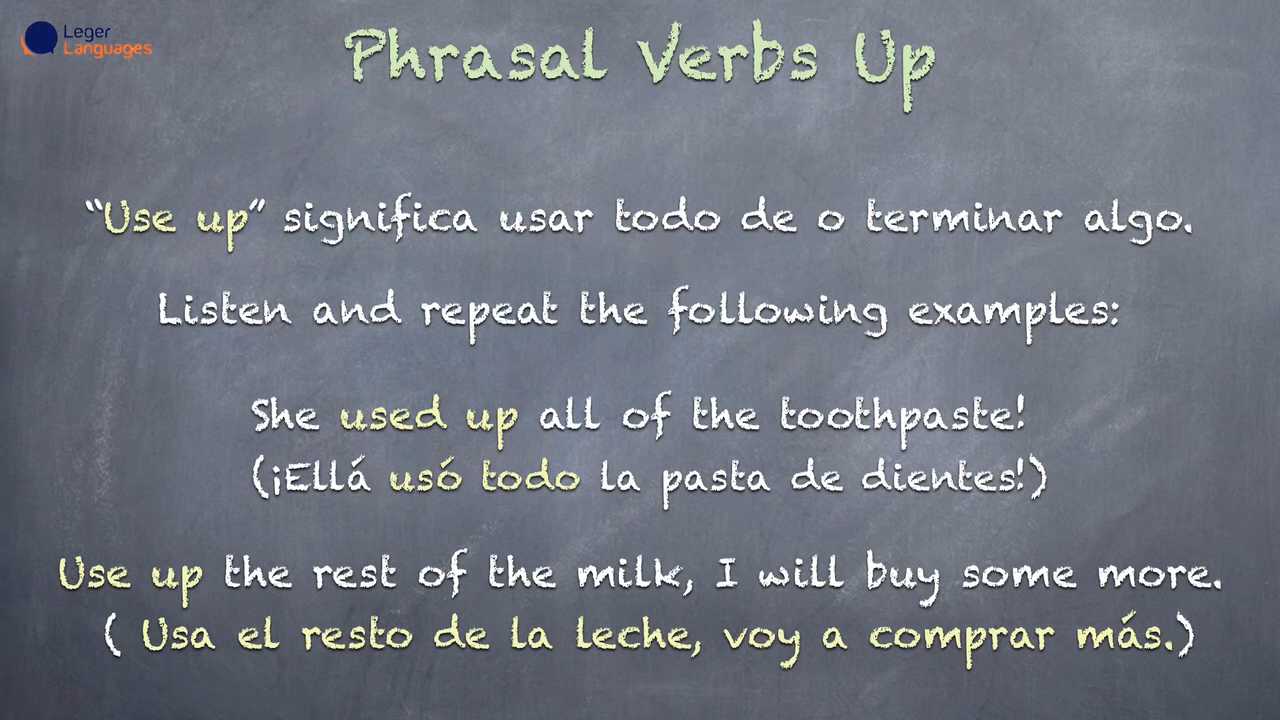 Leger
Languages
Phrasal Verbs Up
“Use up” significa usar todo de o terminar algo.
Listen and repeat the following examples:
She used up all of the toothpaste!
(¡Ellá usó todo la pasta de dientes!)
Use up the rest of the milk, I will buy some more.
( Usa el resto de la leche, voy a comprar más.)